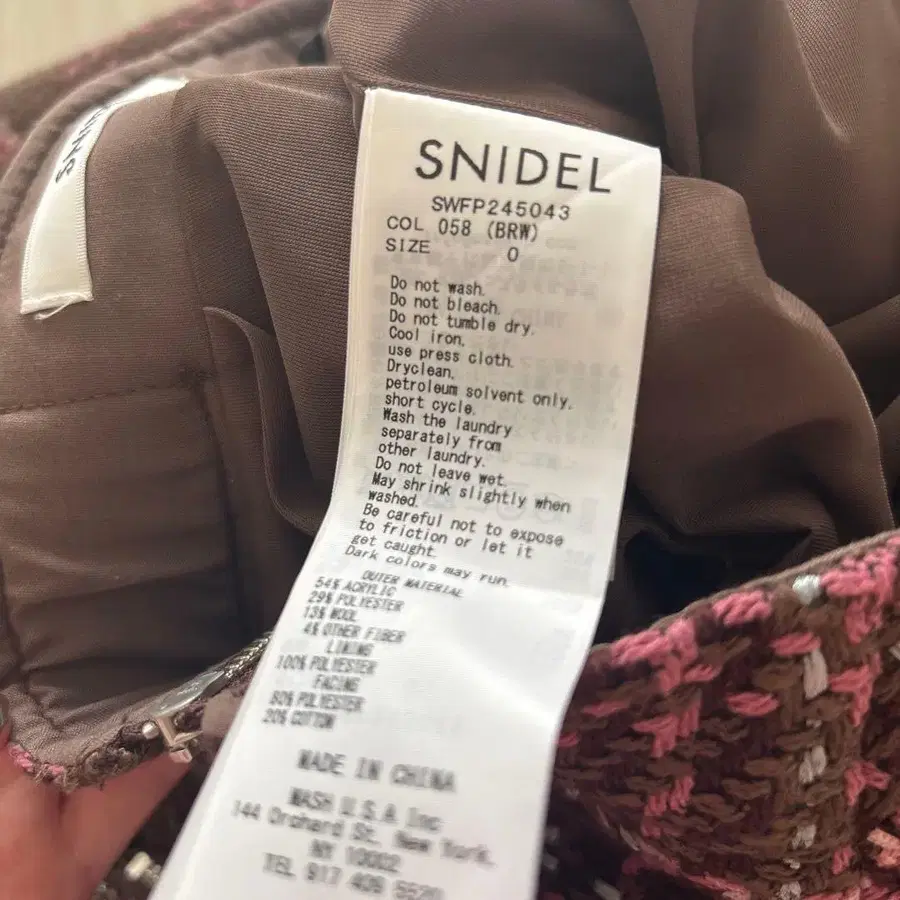 SNIDEL
SWFP245043
COL 058 (BRW)
SIZE 0
Do not wash.
Do not bleach.
Do not tumble dry.
Cool iron,
use press cloth.
Dryclean,
petroleum solvent only.
short cycle.
Wash the laundry
separately from
other laundry.
Do not leave wet.
May shrink slightly when
washed.
Be careful not to expose
to friction or let it
get caught.
Dark colors may run.
OUTER MATERIAL
54% ACRYLIC
29% POLYESTER
13% WOOL
4% OTHER FIBER
LINING
100% POLYESTER
FACING
80% POLYESTER
20% COTTON
MADE IN CHINA
MASH U.S.A Inc
144 Orchard St. New York.
NY 10002
TEL 917 409 5520